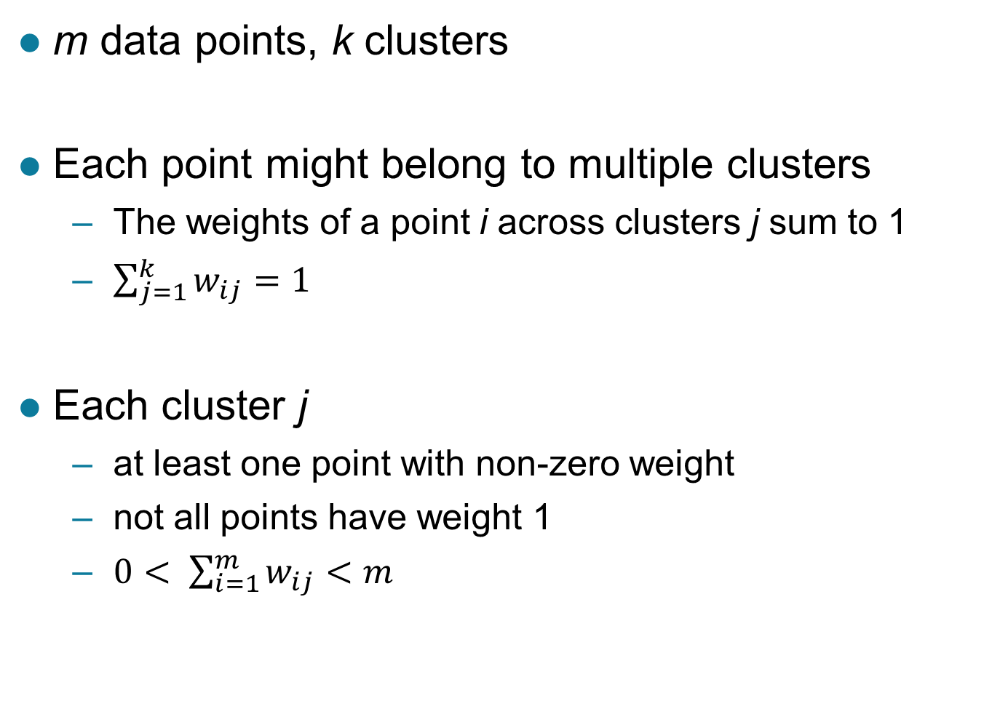 ● m data points, k clusters
● Each point might belong to multiple clusters
– The weights of a point i across clusters j sum to 1
– ∑_{j=1}^{k} w_{ij} = 1
● Each cluster j
– at least one point with non-zero weight
– not all points have weight 1
– 0 < ∑_{i=1}^{m} w_{ij} < m